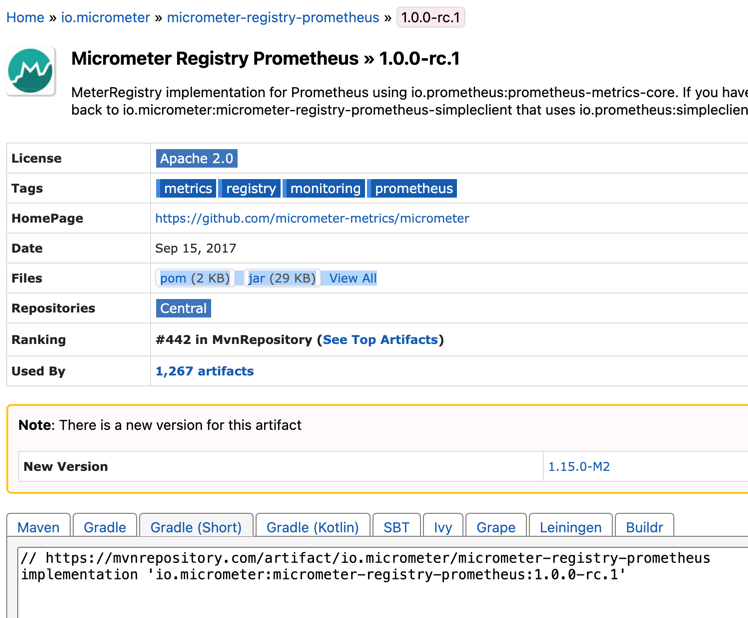 Home » io.micrometer » micrometer-registry-prometheus » 1.0.0-rc.1
Micrometer Registry Prometheus » 1.0.0-rc.1
MeterRegistry implementation for Prometheus using io.prometheus:prometheus-metrics-core. If you have
back to io.micrometer:micrometer-registry-prometheus-simpleclient that uses io.prometheus:simpleclien
License Apache 2.0
Tags metrics registry monitoring prometheus
HomePage https://github.com/micrometer-metrics/micrometer
Date Sep 15, 2017
Files pom (2 KB) jar (29 KB) View All
Repositories Central
Ranking #442 in MvnRepository (See Top Artifacts)
Used By 1,267 artifacts
Note: There is a new version for this artifact
New Version 1.15.0-M2
Maven Gradle Gradle (Short) Gradle (Kotlin) SBT Ivy Grape Leiningen Buildr
// https://mvnrepository.com/artifact/io.micrometer/micrometer-registry-prometheus
implementation 'io.micrometer:micrometer-registry-prometheus:1.0.0-rc.1'